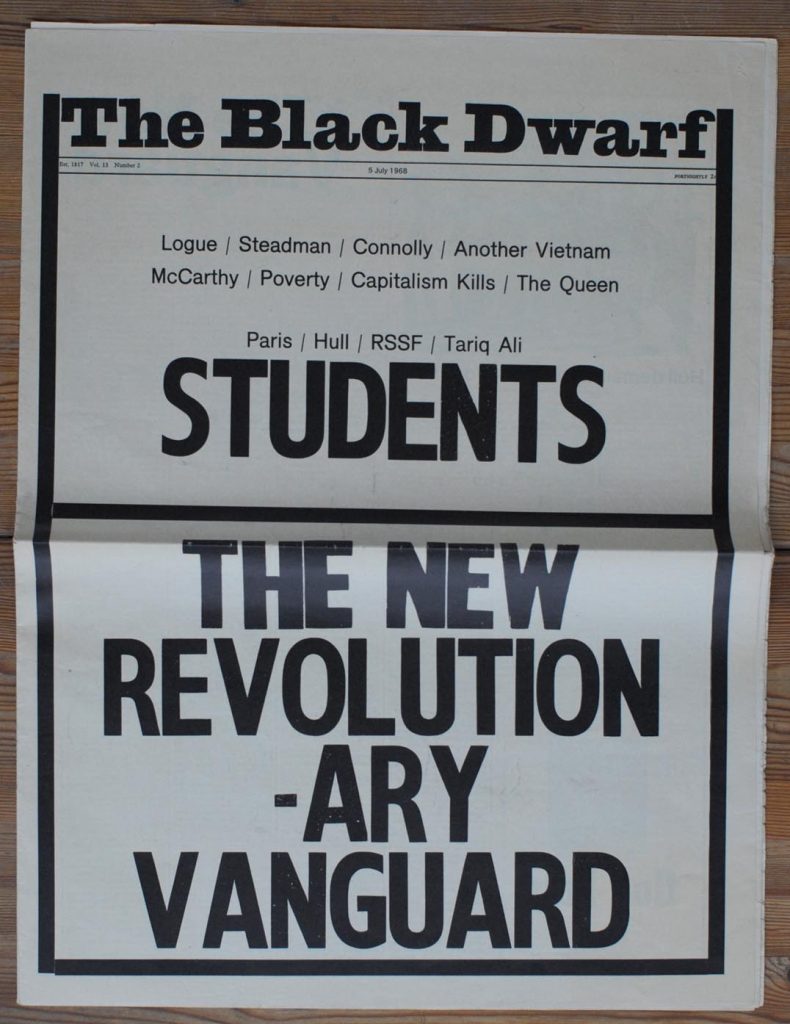 The Black Dwarf
Est. 1817 Vol. 13 Number 2
5 July 1968
FORTNIGHTLY
Logue / Steadman / Connolly / Another Vietnam
McCarthy / Poverty / Capitalism Kills / The Queen
Paris / Hull / RSSF / Tariq Ali
STUDENTS
THE NEW
REVOLUTION
-ARY
VANGUARD